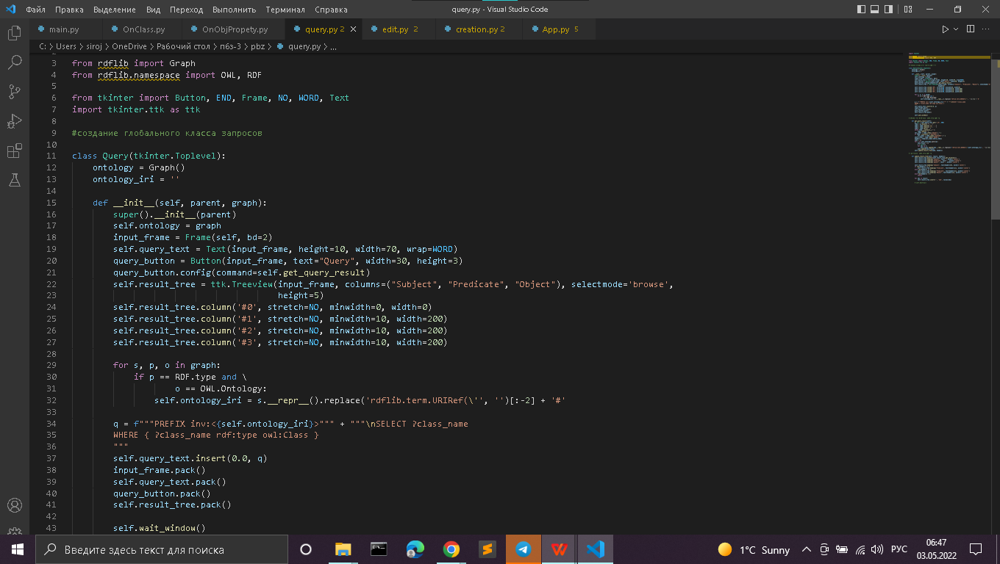 Файл Правка Выделение Вид Переход Выполнить Терминал Справка query.py - Visual Studio Code
main.py OnClass.py OnObjPropety.py query.py 2 edit.py 2 creation.py 2 App.py 5
C: > Users > siroj > OneDrive > Рабочий стол > пбз-3 > pbz > query.py > ...
2
3 from rdflib import Graph
4 from rdflib.namespace import OWL, RDF
5
6 from tkinter import Button, END, Frame, NO, WORD, Text
7 import tkinter.ttk as ttk
8
9 #создание глобального класса запросов
10
11 class Query(tkinter.Toplevel):
12 ontology = Graph()
13 ontology_iri = ''
14
15 def __init__(self, parent, graph):
16 super().__init__(parent)
17 self.ontology = graph
18 input_frame = Frame(self, bd=2)
19 self.query_text = Text(input_frame, height=10, width=70, wrap=WORD)
20 query_button = Button(input_frame, text="Query", width=30, height=3)
21 query_button.config(command=self.get_query_result)
22 self.result_tree = ttk.Treeview(input_frame, columns=("Subject", "Predicate", "Object"), selectmode='browse',
23 height=5)
24 self.result_tree.column('#0', stretch=NO, minwidth=0, width=0)
25 self.result_tree.column('#1', stretch=NO, minwidth=10, width=200)
26 self.result_tree.column('#2', stretch=NO, minwidth=10, width=200)
27 self.result_tree.column('#3', stretch=NO, minwidth=10, width=200)
28
29 for s, p, o in graph:
30 if p == RDF.type and \
31 o == OWL.Ontology:
32 self.ontology_iri = s.__repr__().replace('rdflib.term.URIRef(\'', '')[:-2] + '#'
33
34 q = f"""PREFIX inv:<{self.ontology_iri}>""" + """\nSELECT ?class_name
35 WHERE { ?class_name rdf:type owl:Class }
36 """
37 self.query_text.insert(0.0, q)
38 input_frame.pack()
39 self.query_text.pack()
40 query_button.pack()
41 self.result_tree.pack()
42
43 self.wait_window()
Введите здесь текст для поиска 1°C Sunny РУС 06:47
03.05.2022